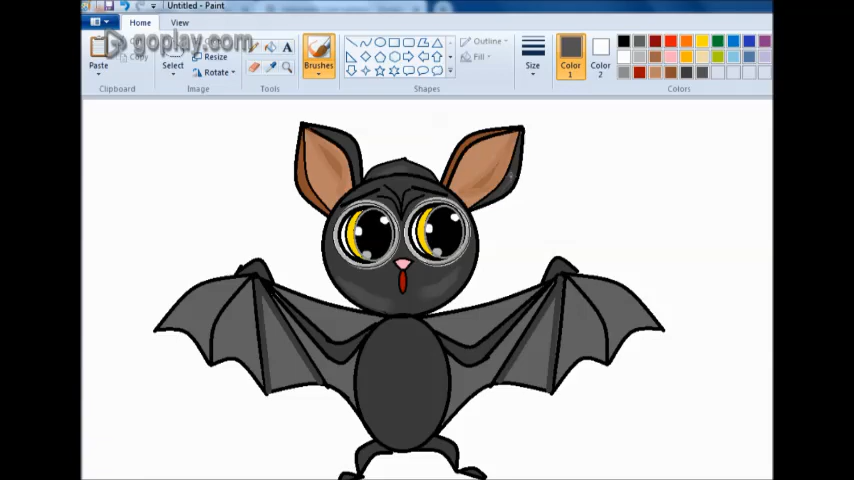 Untitled - Paint
Home View
goplay.com
Paste
Copy
Select
Resize
Rotate
A
Brushes
Outline
Fill
Size
Color 1
Color 2
Clipboard Image Tools Shapes Colors